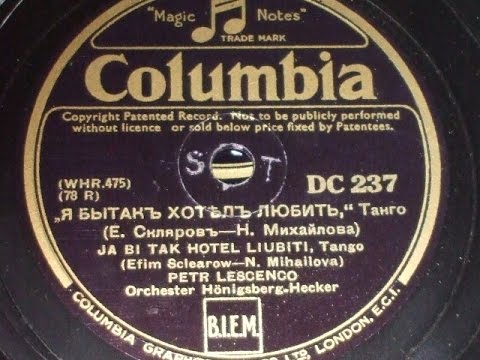 "Magic Notes"
TRADE MARK
Columbia
Copyright Patented Record. Not to be publicly performed
without licence or sold below price fixed by Patentees.
S T
(WHR.475)
(78 R)
DC 237
„Я БЫТАКЪ ХОТѢЛЪ ЛЮБИТЬ,“ Танго
(Е. Скляровъ—Н. Михайлова)
JA BI TAK HOTEL LIUBITI, Tango
(Efim Sclearow—N. Mihailova)
PETR LESCENCO
Orchester Hönigsberg-Hecker
B.I.E.M.
COLUMBIA GRAPH LTD. LONDON, E.C.1.